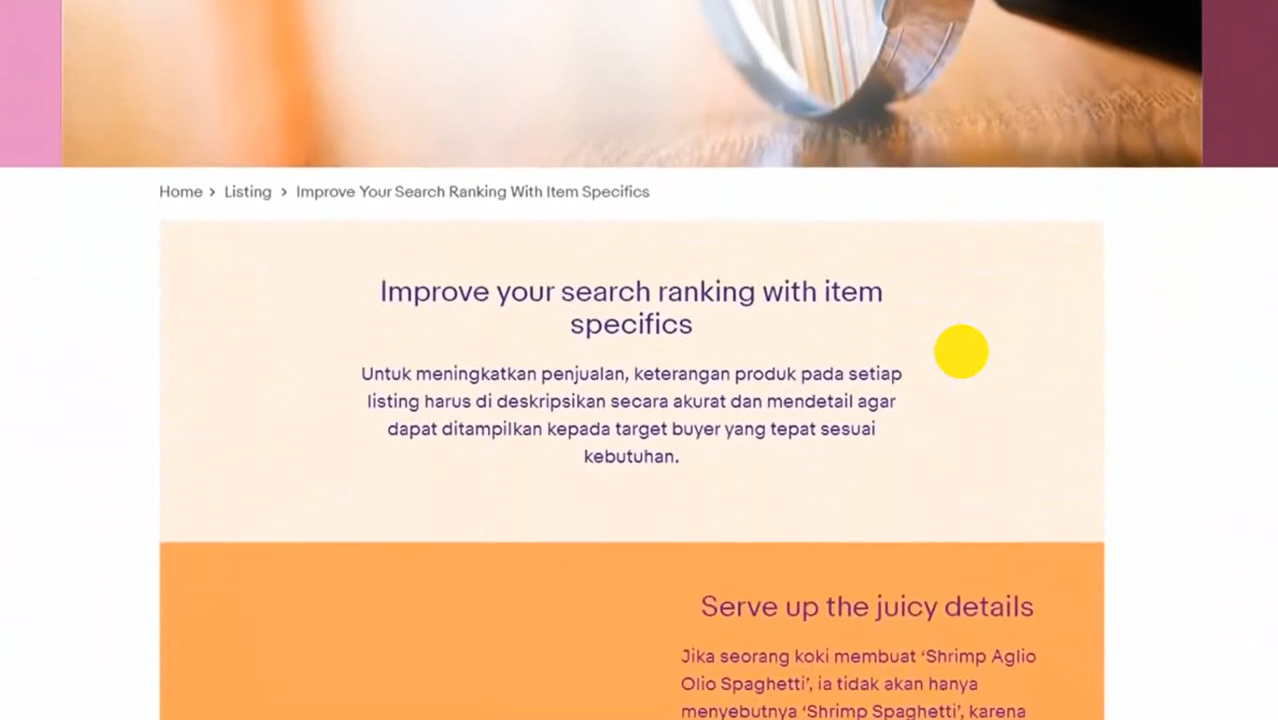 Home > Listing > Improve Your Search Ranking With Item Specifics
Improve your search ranking with item
specifics
Untuk meningkatkan penjualan, keterangan produk pada setiap
listing harus di deskripsikan secara akurat dan mendetail agar
dapat ditampilkan kepada target buyer yang tepat sesuai
kebutuhan.
Serve up the juicy details
Jika seorang koki membuat ‘Shrimp Aglio
Olio Spaghetti’, ia tidak akan hanya
menyebutnya ‘Shrimp Spaghetti’, karena